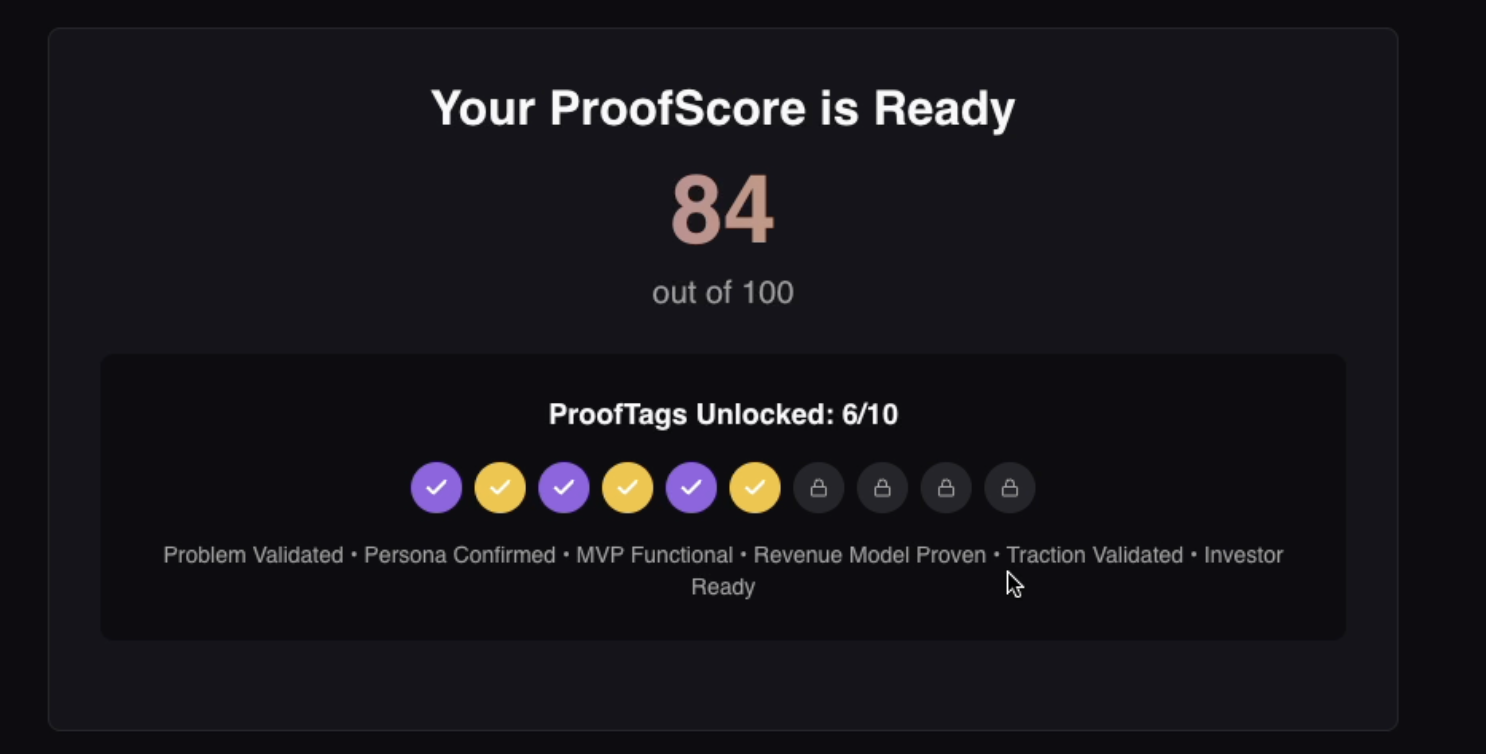 Your ProofScore is Ready
84
out of 100
ProofTags Unlocked: 6/10
Problem Validated • Persona Confirmed • MVP Functional • Revenue Model Proven • Traction Validated • Investor
Ready